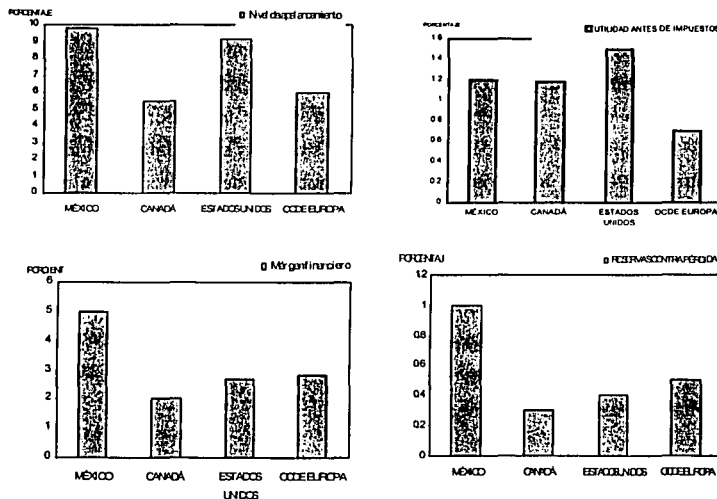 PORCENTAJE
Nivel de apalancamiento
10
9
8
7
6
5
4
3
2
1
0
MÉXICO CANADÁ ESTADOS UNIDOS OCDE EUROPA
PORCENTAJE
UTILIDAD ANTES DE IMPUESTOS
1.6
1.4
1.2
1
0.8
0.6
0.4
0.2
0
MÉXICO CANADÁ ESTADOS OCDE EUROPA
UNIDOS
PORCIENT
Márgen financiero
6
5
4
3
2
1
0
MÉXICO CANADÁ ESTADOS OCDE EUROPA
UNIDOS
PORCENTAJ
RESERVAS CONTRA PÉRDIDA
1.2
1
0.8
0.6
0.4
0.2
0
MÉXICO CANADÁ ESTADOS UNIDOS OCDE EUROPA